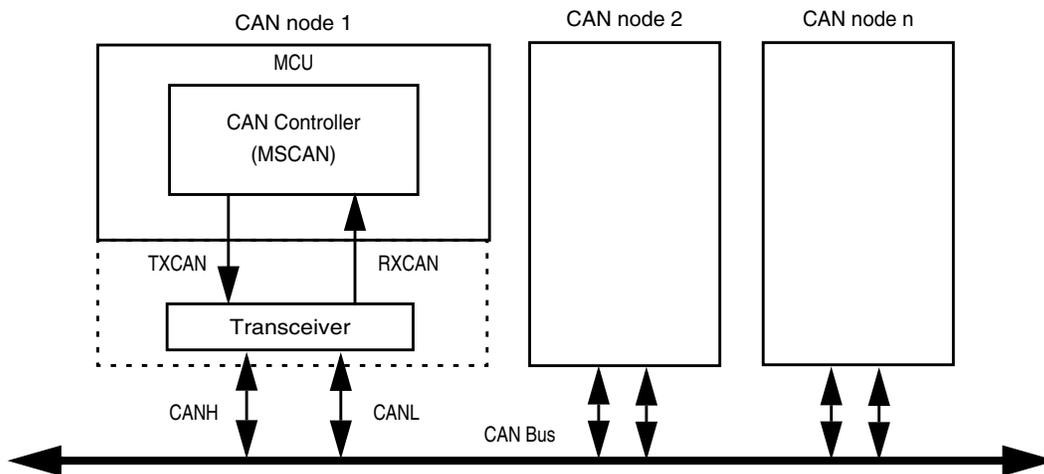 CAN node 1
CAN node 2
CAN node n
MCU
CAN Controller
(MSCAN)
TXCAN
RXCAN
Transceiver
CANH
CANL
CAN Bus